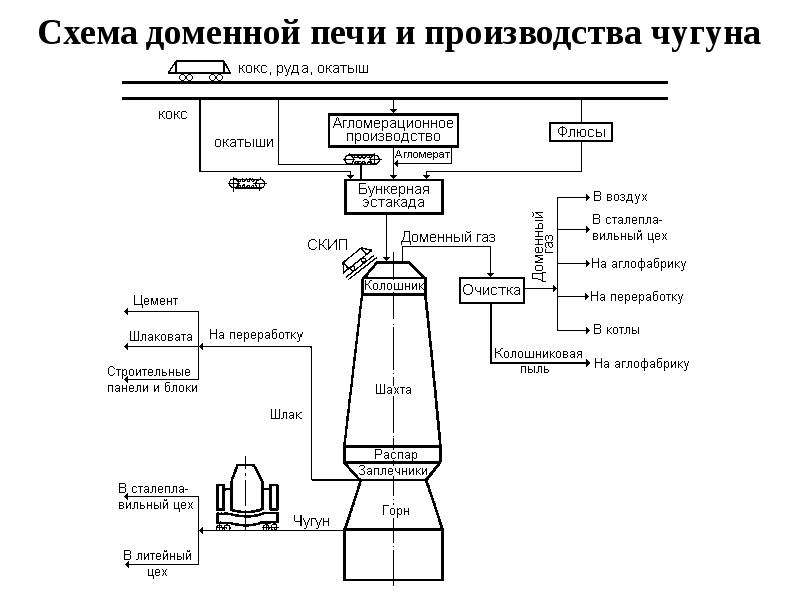 Схема доменной печи и производства чугуна
кокс, руда, окатыш
кокс
окатыши
Агломерационное
производство
Агломерат
Флюсы
Бункерная
эстакада
СКИП
Доменный газ
Доменный
газ
В воздух
В сталепла-
вильный цех
На аглофабрику
На переработку
В котлы
Очистка
Колошниковая
пыль
На аглофабрику
Колошник
Цемент
Шлаковата
Строительные
панели и блоки
На переработку
Шлак
Шахта
Распар
Заплечники
Горн
Чугун
В сталепла-
вильный цех
В литейный
цех